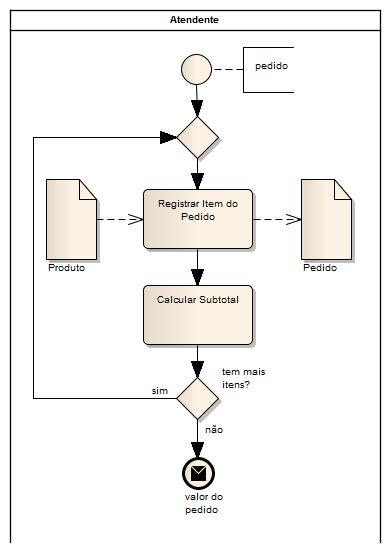 Atendente
pedido
Registrar Item do
Pedido
Produto
Pedido
Calcular Subtotal
tem mais
itens?
sim
não
valor do
pedido